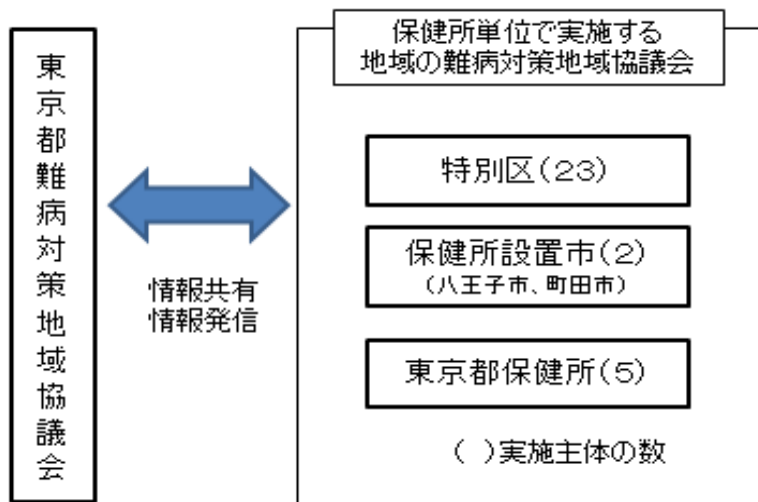 東京都難病対策地域協議会
情報共有
情報発信
保健所単位で実施する
地域の難病対策地域協議会
特別区(23)
保健所設置市(2)
(八王子市、町田市)
東京都保健所(5)
( )実施主体の数